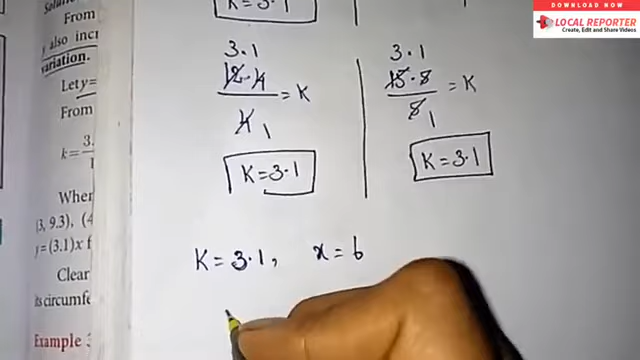 DOWNLOAD NOW
LOCAL REPORTER
Create, Edit and Share Videos
K=3.1
From
also incr
variation.
Let y=
From
k=3.
1
When
(3, 9.3), (4
y=(3.1)x f
Clear
its circumfe
Example 3
3.1
12.4
4 1
=K
K=3.1
3.1
15.8
8 1
=K
K=3.1
K=3.1, x=6